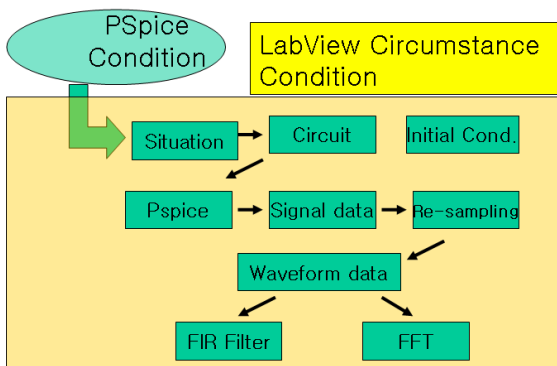 PSpice
Condition
LabView Circumstance
Condition
Situation
Circuit
Initial Cond.
Pspice
Signal data
Re-sampling
Waveform data
FIR Filter
FFT